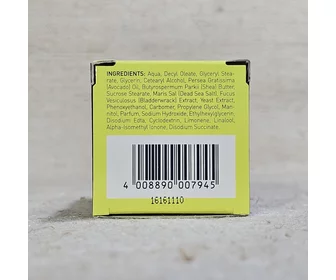 INGREDIENTS: Aqua, Decyl Oleate, Glyceryl Stea-
rate, Glycerin, Cetearyl Alcohol, Persea Gratissima
(Avocado) Oil, Butyrospermum Parkii (Shea) Butter,
Sucrose Stearate, Maris Sal (Dead Sea Salt), Fucus
Vesiculosus (Bladderwrack) Extract, Yeast Extract,
Phenoxyethanol, Carbomer, Propylene Glycol, Man-
nitol, Parfum, Sodium Hydroxide, Ethylhexylglycerin,
Disodium Edta, Cyclodextrin, Limonene, Linalool,
Alpha-isomethyl Ionone, Disodium Succinate.
4 008890 007945
16161110